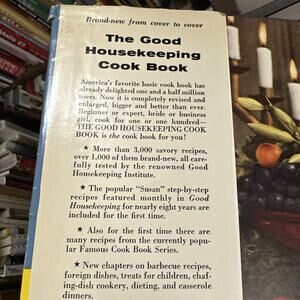 Brand-new from cover to cover
The Good
Housekeeping
Cook Book
America's favorite basic cook book has
already delighted one and a half million
users. Now it is completely revised and
enlarged, bigger and better than ever.
Beginner or expert, bride or business
girl, cook for one or one hundred—
THE GOOD HOUSEKEEPING COOK
BOOK is the cook book for you!
★ More than 3,000 savory recipes,
over 1,000 of them brand-new, all care-
fully tested by the renowned Good
Housekeeping Institute.
★ The popular "Susan" step-by-step
recipes featured monthly in Good
Housekeeping for nearly eight years are
included for the first time.
★ Also for the first time there are
many recipes from the currently popu-
lar Famous Cook Book Series.
★ New chapters on barbecue recipes,
foreign dishes, treats for children, chaf-
ing-dish cookery, dieting, and casserole
dinners.